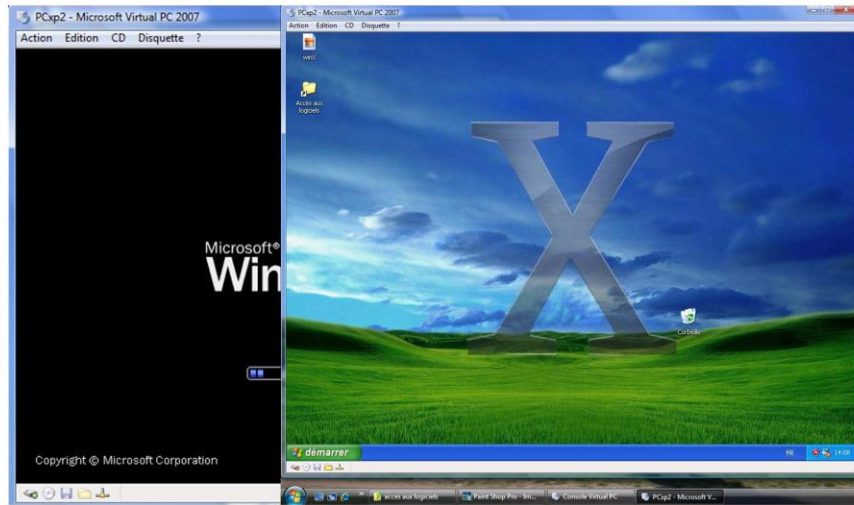 PCxp2 - Microsoft Virtual PC 2007
Action Edition CD Disquette ?
Microsoft®
Win
Copyright © Microsoft Corporation
PCxp2 - Microsoft Virtual PC 2007
Action Edition CD Disquette ?
Accès aux
logiciels
X
Corbeille
démarrer
FR 14:08
acces aux logiciels Paint Shop Pro - Im... Console Virtual PC PCxp2 - Microsoft V...